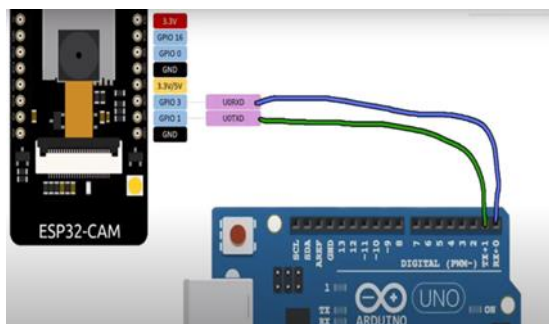 3.3V
GPIO 16
GPIO 0
GND
3.3V/5V
GPIO 3
U0RXD
GPIO 1
U0TXD
GND
ESP32-CAM
SCL
SDA
AREF
GND
13
12
~11
~10
~9
8
7
~6
~5
4
~3
2
TX→1
RX←0
DIGITAL (PWM~)
1
TX
RX
UNO
ON
ARDUINO